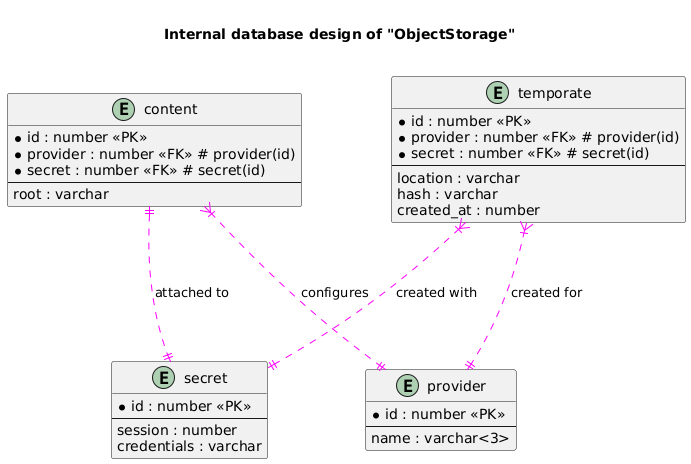 Internal database design of "ObjectStorage"
E content
* id : number «PK»
* provider : number «FK» # provider(id)
* secret : number «FK» # secret(id)
root : varchar
E temporate
* id : number «PK»
* provider : number «FK» # provider(id)
* secret : number «FK» # secret(id)
location : varchar
hash : varchar
created_at : number
attached to
configures
created with
created for
E secret
* id : number «PK»
session : number
credentials : varchar
E provider
* id : number «PK»
name : varchar<3>